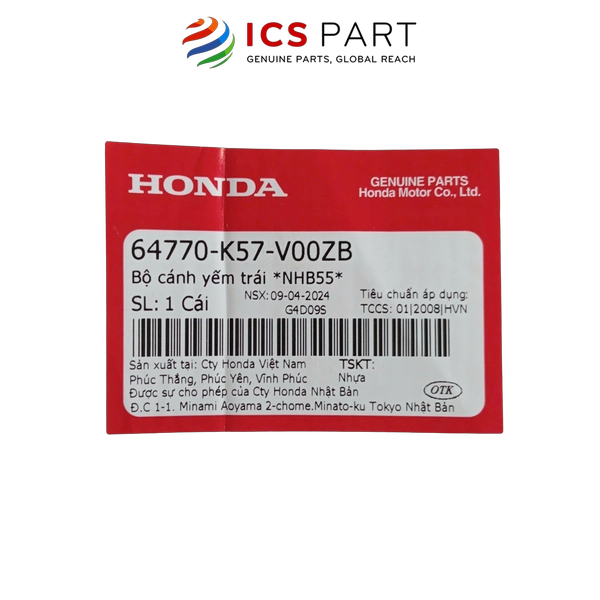 ICS PART
GENUINE PARTS, GLOBAL REACH
HONDA
GENUINE PARTS
Honda Motor Co., Ltd.
64770-K57-V00ZB
Bộ cánh yếm trái *NHB55*
SL: 1 Cái
NSX: 09-04-2024
G4D09S
Tiêu chuẩn áp dụng:
TCCS: 01|2008|HVN
Sản xuất tại: Cty Honda Việt Nam
TSKT:
Phúc Thắng, Phúc Yên, Vĩnh Phúc
Nhựa
Được sự cho phép của Cty Honda Nhật Bản
OTK
Đ.C 1-1. Minami Aoyama 2-chome.Minato-ku Tokyo Nhật Bản